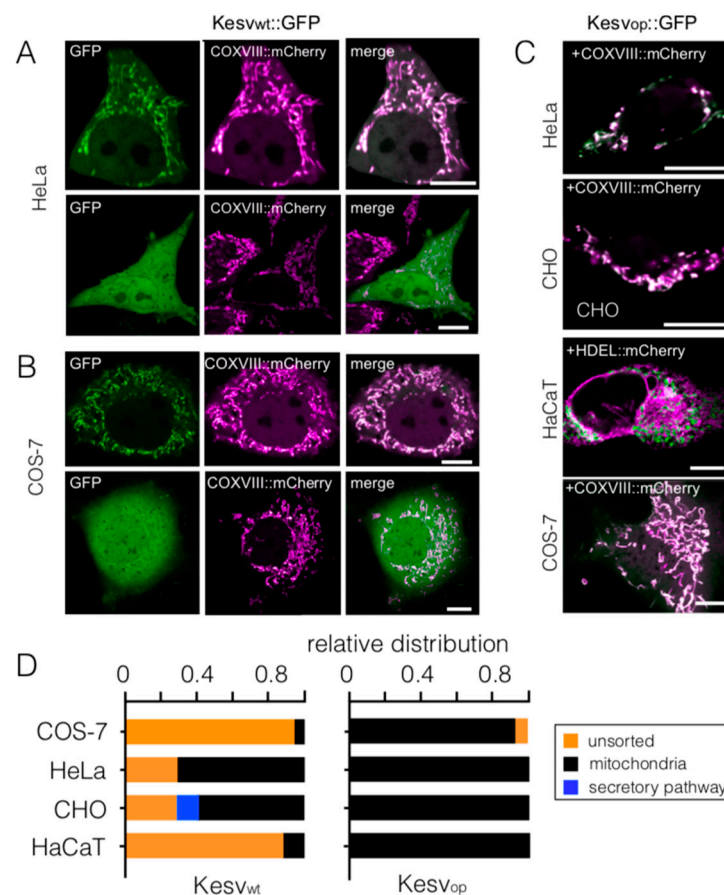 Kesvwt::GFP
Kesvop::GFP
A
GFP
COXVIII::mCherry
merge
HeLa
GFP
COXVIII::mCherry
merge
B
GFP
COXVIII::mCherry
merge
COS-7
GFP
COXVIII::mCherry
merge
C
+COXVIII::mCherry
HeLa
+COXVIII::mCherry
CHO
CHO
+HDEL::mCherry
HaCaT
+COXVIII::mCherry
COS-7
D
relative distribution
0 0.4 0.8 0 0.4 0.8
COS-7
HeLa
CHO
HaCaT
Kesvwt
Kesvop
unsorted
mitochondria
secretory pathway